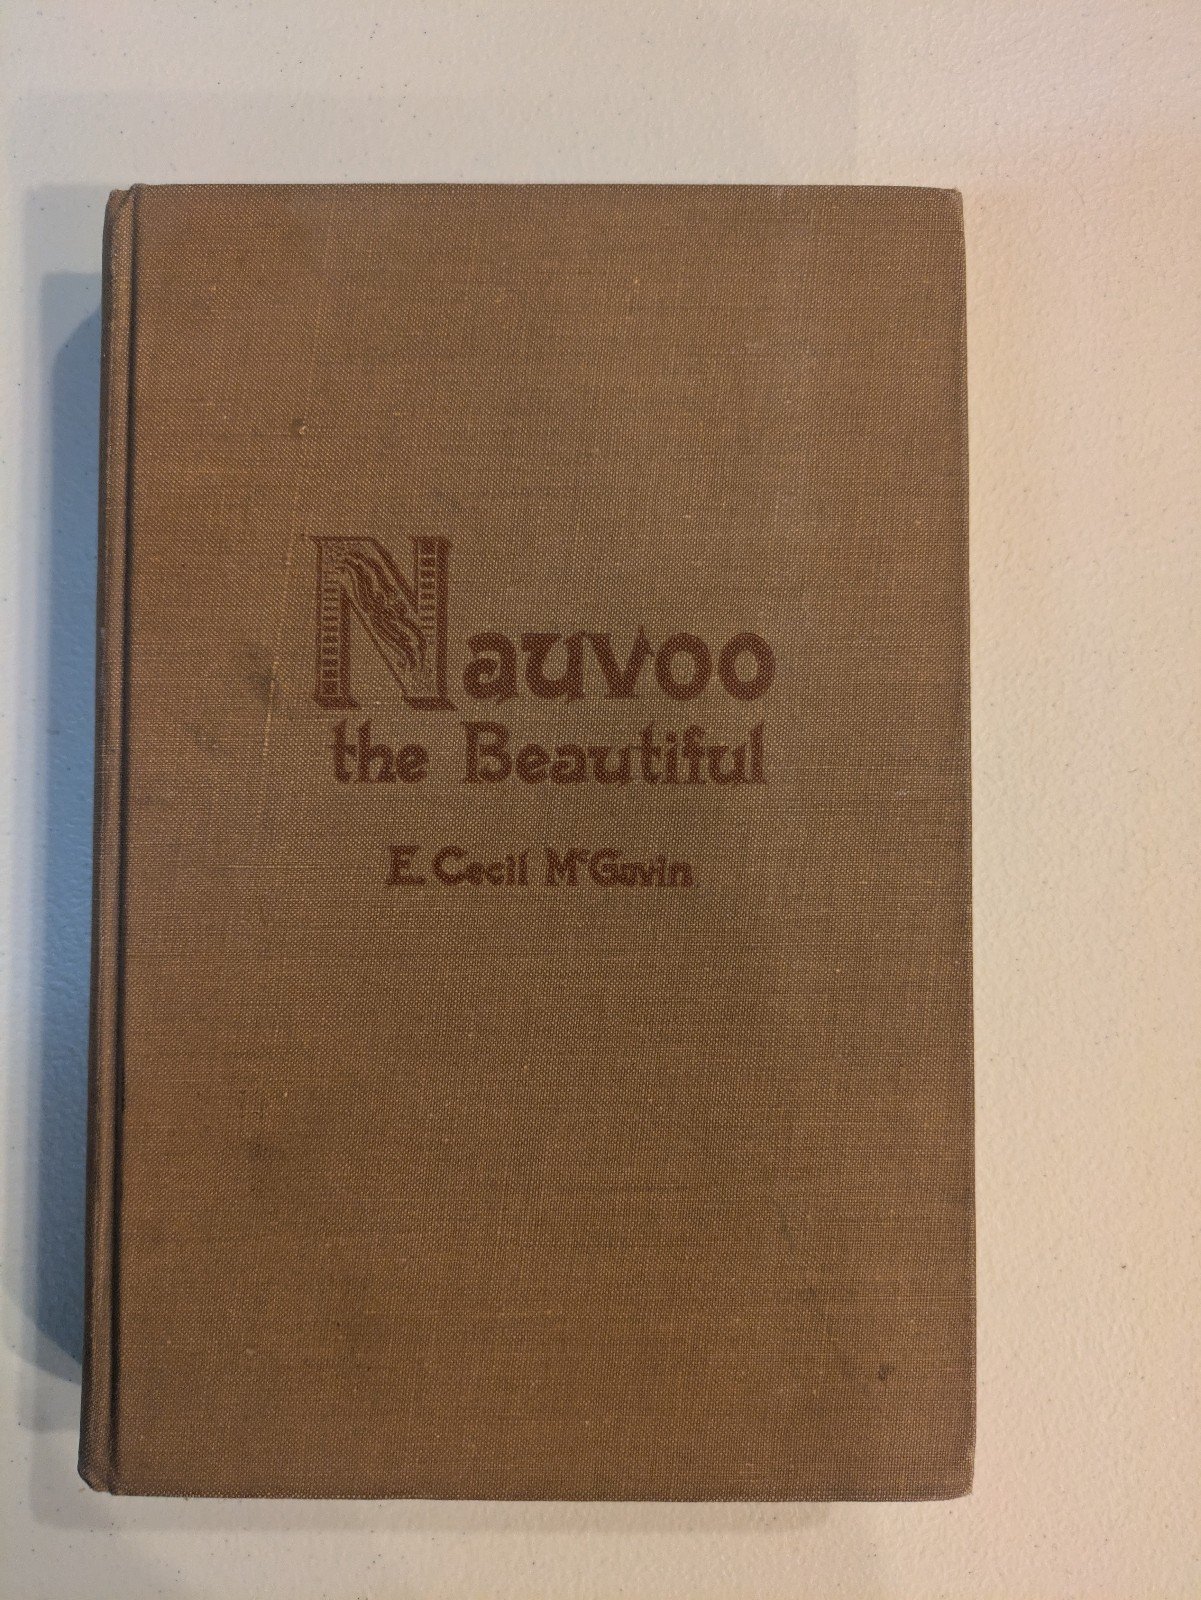 Nauvoo
the Beautiful
E. Cecil McGavin